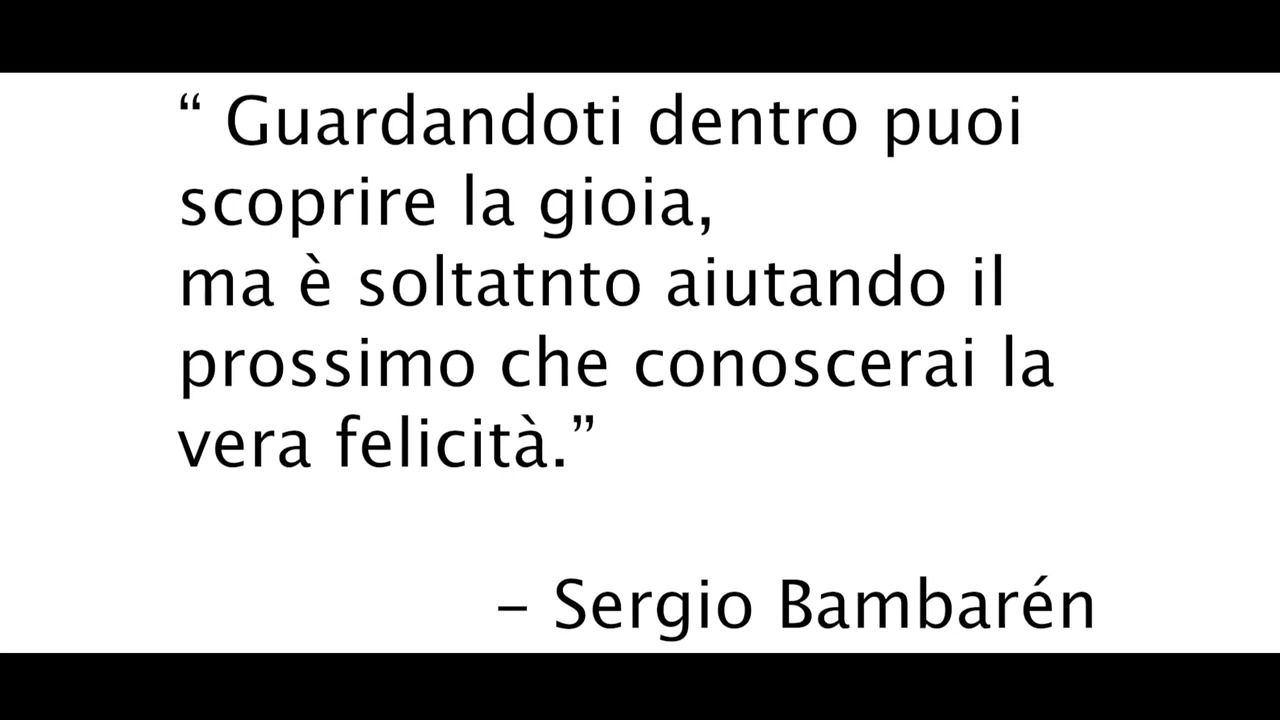 “ Guardandoti dentro puoi
scoprire la gioia,
ma è soltatnto aiutando il
prossimo che conoscerai la
vera felicità.”
– Sergio Bambarén